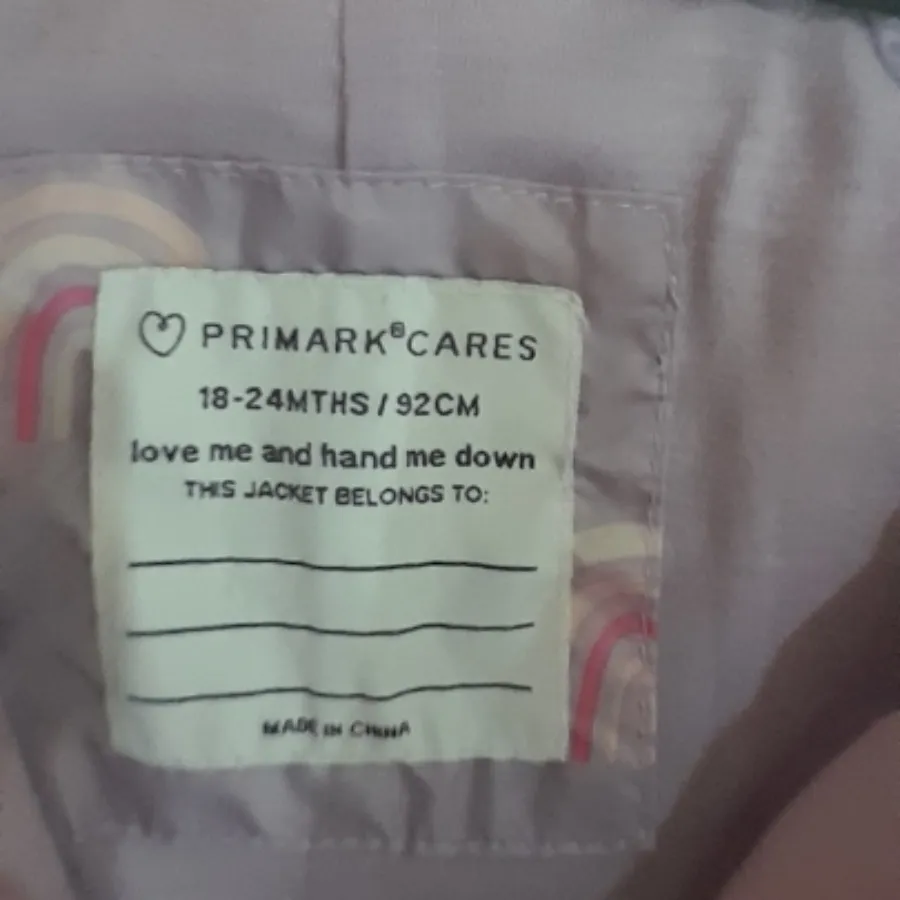 PRIMARK®CARES
18-24MTHS / 92CM
love me and hand me down
THIS JACKET BELONGS TO:
MADE IN CHINA